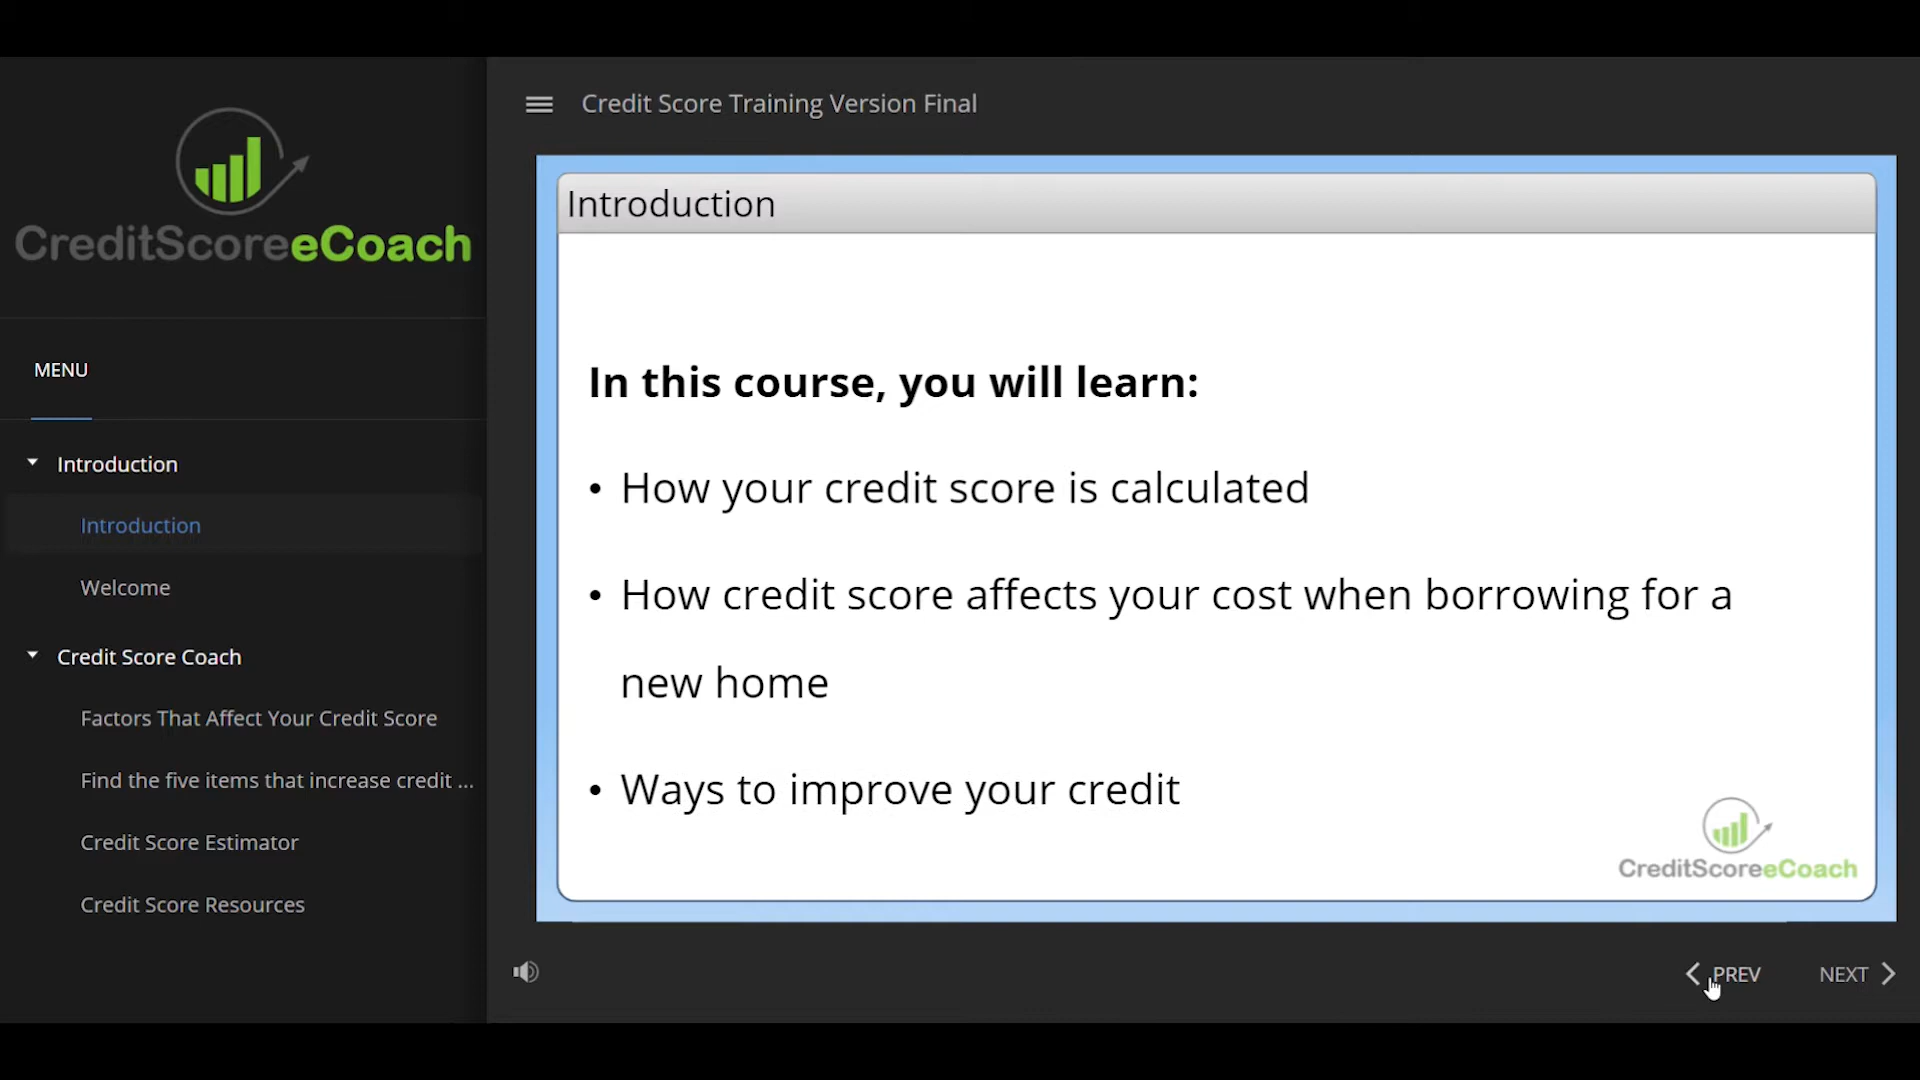 CreditScoreeCoach
MENU
Introduction
Introduction
Welcome
Credit Score Coach
Factors That Affect Your Credit Score
Find the five items that increase credit ...
Credit Score Estimator
Credit Score Resources
Credit Score Training Version Final
Introduction
In this course, you will learn:
• How your credit score is calculated
• How credit score affects your cost when borrowing for a
new home
• Ways to improve your credit
CreditScoreeCoach
PREV
NEXT